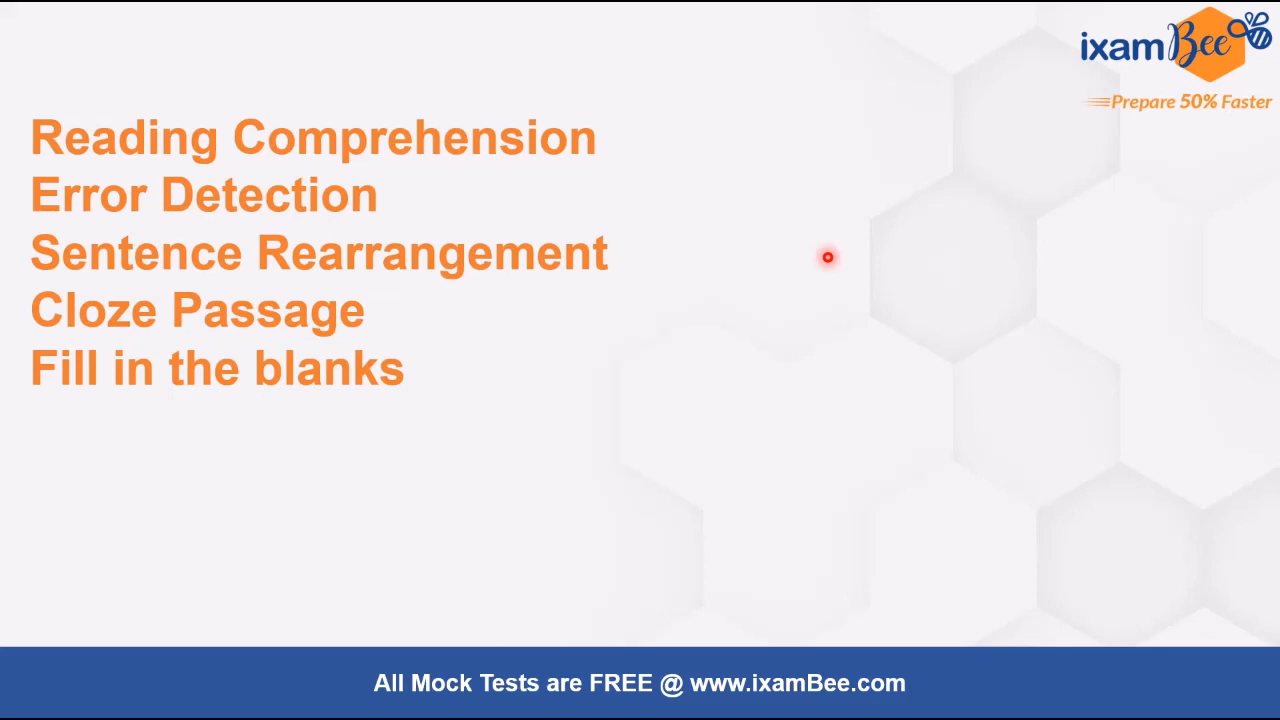 ixamBee
Prepare 50% Faster
Reading Comprehension
Error Detection
Sentence Rearrangement
Cloze Passage
Fill in the blanks
All Mock Tests are FREE @ www.ixamBee.com